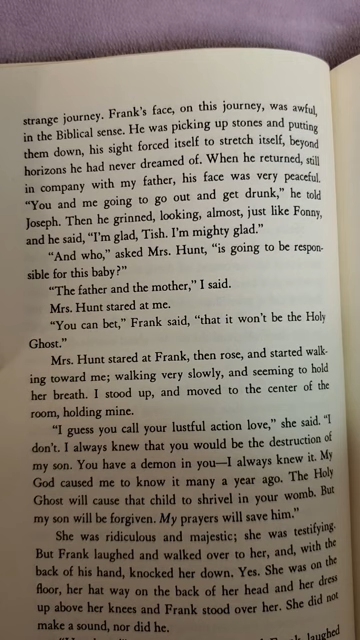 strange journey. Frank's face, on this journey, was awful,
in the Biblical sense. He was picking up stones and putting
them down, his sight forced itself to stretch itself, beyond
horizons he had never dreamed of. When he returned, still
in company with my father, his face was very peaceful.
"You and me going to go out and get drunk," he told
Joseph. Then he grinned, looking, almost, just like Fonny,
and he said, "I'm glad, Tish. I'm mighty glad."
"And who," asked Mrs. Hunt, "is going to be respon-
sible for this baby?"
"The father and the mother," I said.
Mrs. Hunt stared at me.
"You can bet," Frank said, "that it won't be the Holy
Ghost."
Mrs. Hunt stared at Frank, then rose, and started walk-
ing toward me; walking very slowly, and seeming to hold
her breath. I stood up, and moved to the center of the
room, holding mine.
"I guess you call your lustful action love," she said. "I
don't. I always knew that you would be the destruction of
my son. You have a demon in you—I always knew it. My
God caused me to know it many a year ago. The Holy
Ghost will cause that child to shrivel in your womb. But
my son will be forgiven. My prayers will save him."
She was ridiculous and majestic; she was testifying.
But Frank laughed and walked over to her, and, with the
back of his hand, knocked her down. Yes. She was on the
floor, her hat way on the back of her head and her dress
up above her knees and Frank stood over her. She did not
make a sound, nor did he.
Frank laughed